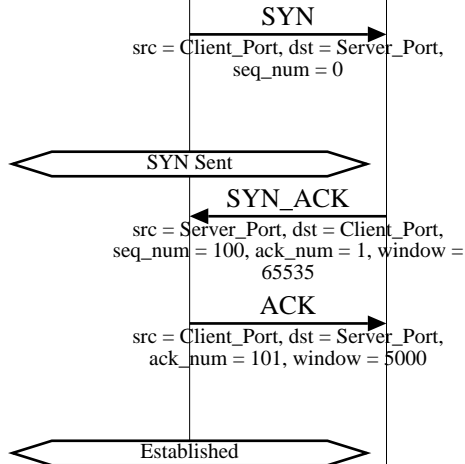 SYN
src = Client_Port, dst = Server_Port,
seq_num = 0
SYN Sent
SYN_ACK
src = Server_Port, dst = Client_Port,
seq_num = 100, ack_num = 1, window =
65535
ACK
src = Client_Port, dst = Server_Port,
ack_num = 101, window = 5000
Established